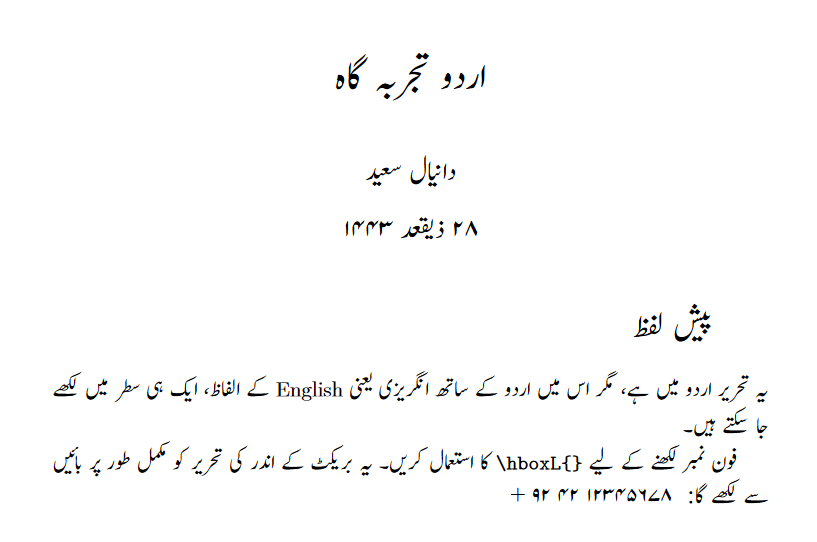 اردو تجربہ گاہ
دانیال سعید
۲۸ ذیقعد ۱۴۴۳
پیش لفظ
یہ تحریر اردو میں ہے، مگر اس میں اردو کے ساتھ انگریزی یعنی English کے الفاظ، ایک ہی سطر میں لکھے
جا سکتے ہیں۔
فون نمبر لکھنے کے لیے \hboxL{} کا استعمال کریں۔ یہ بریکٹ کے اندر کی تحریر کو مکمل طور پر بائیں
سے لکھے گا: + ۹۲ ۴۲ ۱۲۳۴۵۶۷۸